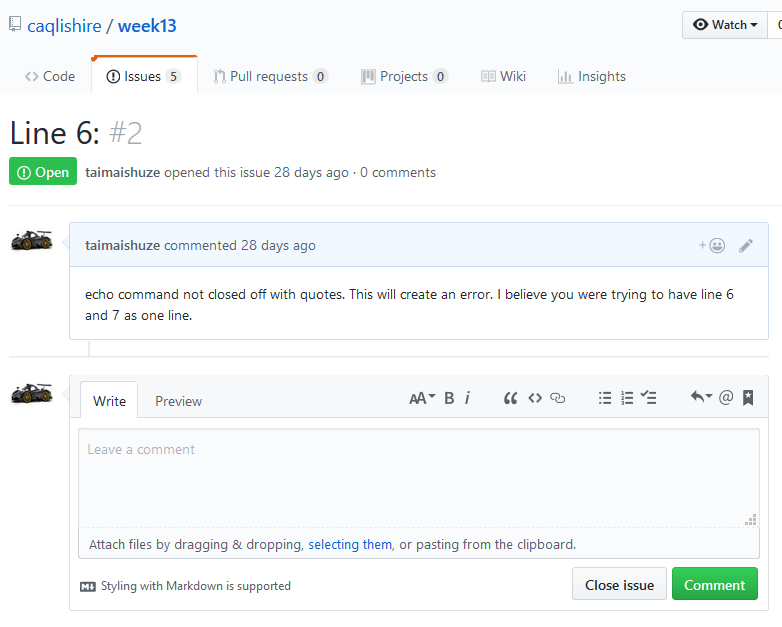 caqlishire / week13
Watch
Code
Issues 5
Pull requests 0
Projects 0
Wiki
Insights
Line 6: #2
Open
taimaishuze opened this issue 28 days ago · 0 comments
taimaishuze commented 28 days ago
echo command not closed off with quotes. This will create an error. I believe you were trying to have line 6
and 7 as one line.
Write
Preview
AA
B
i
Leave a comment
Attach files by dragging & dropping, selecting them, or pasting from the clipboard.
Styling with Markdown is supported
Close issue
Comment